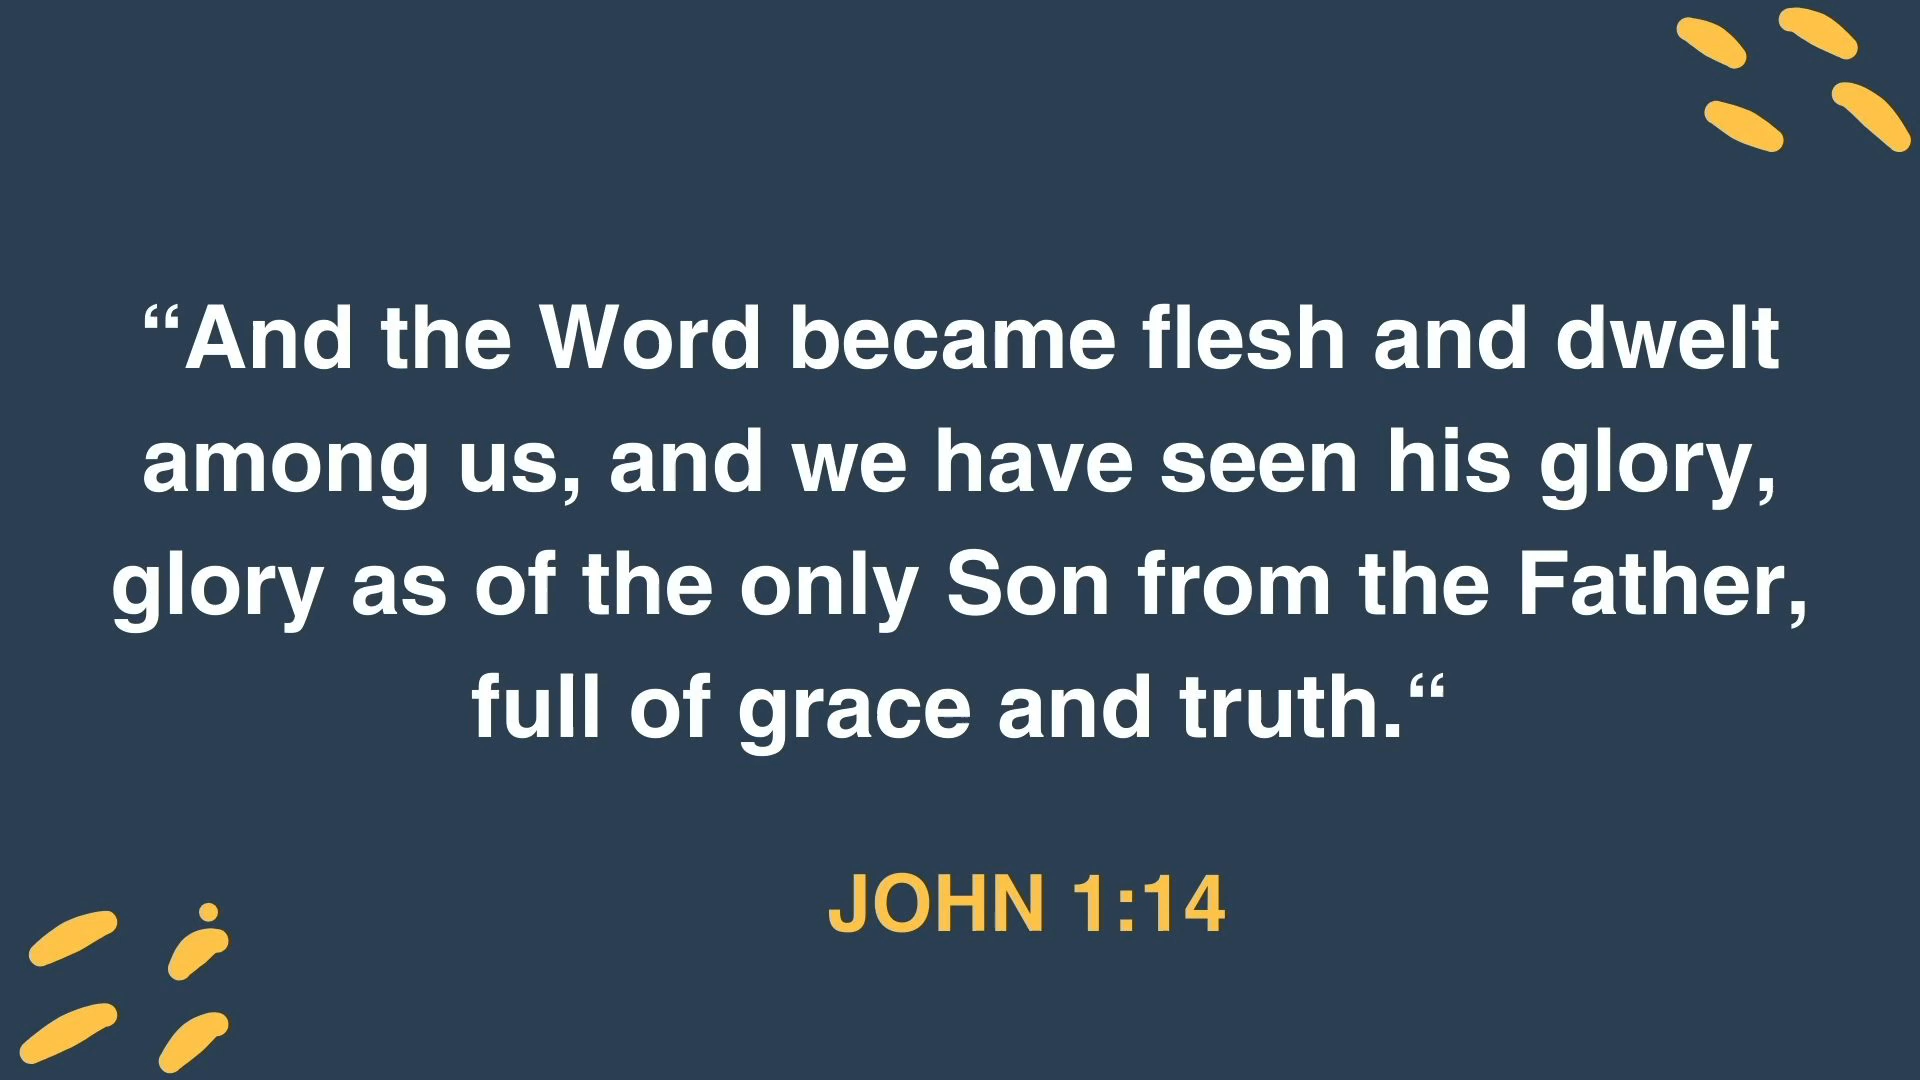 “And the Word became flesh and dwelt
among us, and we have seen his glory,
glory as of the only Son from the Father,
full of grace and truth.“
JOHN 1:14